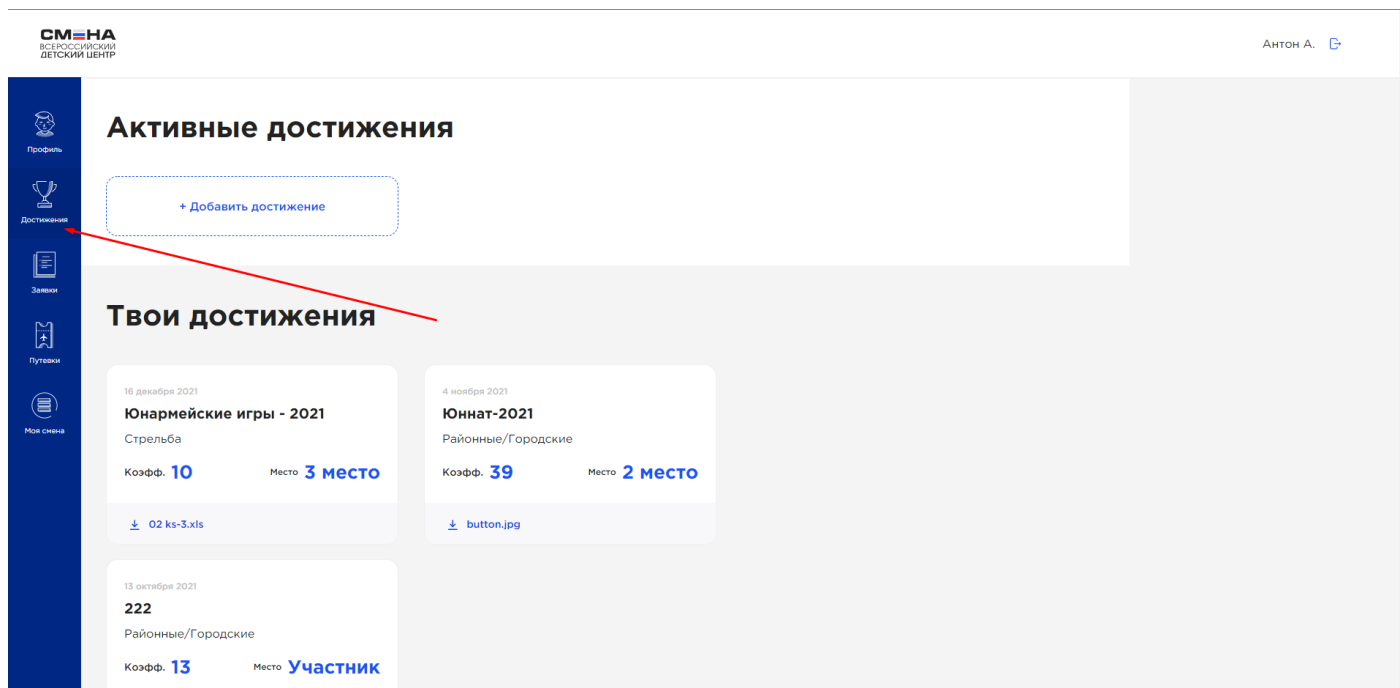 СМЕНА
ВСЕРОССИЙСКИЙ
ДЕТСКИЙ ЦЕНТР
Антон А.
Профиль
Достижения
Заявки
Путевки
Моя смена
Активные достижения
+ Добавить достижение
Твои достижения
16 декабря 2021
Юнармейские игры - 2021
Стрельба
Коэфф. 10 Место 3 место
02 ks-3.xls
4 ноября 2021
Юннат-2021
Районные/Городские
Коэфф. 39 Место 2 место
button.jpg
13 октября 2021
222
Районные/Городские
Коэфф. 13 Место Участник